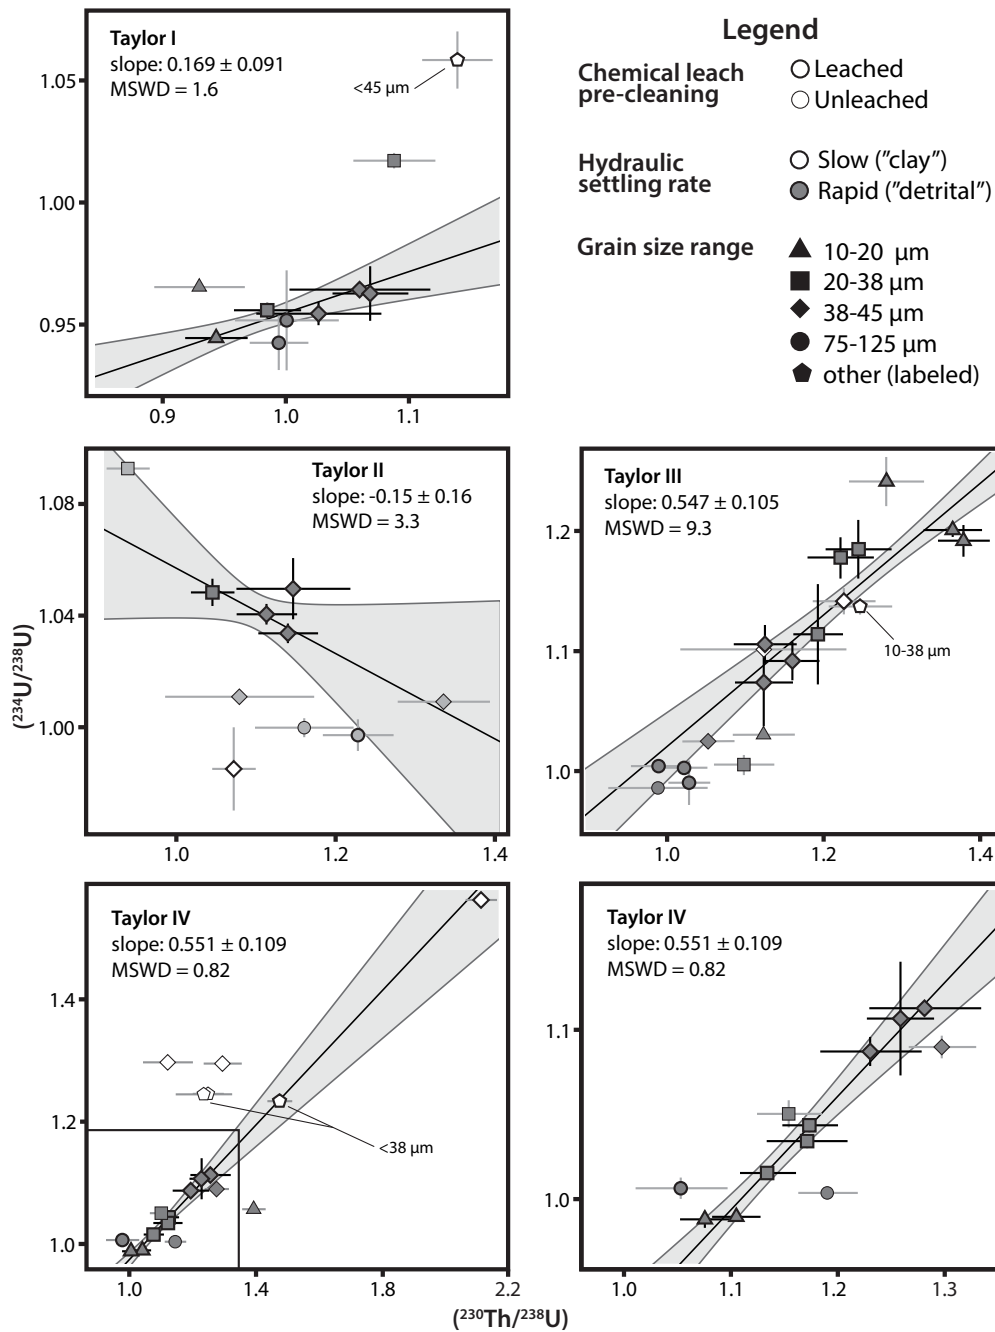 Taylor I
slope: 0.169 ± 0.091
MSWD = 1.6
<45 µm
1.05
1.00
0.95
0.9 1.0 1.1
Legend
Chemical leach
pre-cleaning
Leached
Unleached
Hydraulic
settling rate
Slow ("clay")
Rapid ("detrital")
Grain size range
10-20 µm
20-38 µm
38-45 µm
75-125 µm
other (labeled)
Taylor II
slope: -0.15 ± 0.16
MSWD = 3.3
1.08
1.04
1.00
1.0 1.2 1.4
(²³⁴U/²³⁸U)
Taylor III
slope: 0.547 ± 0.105
MSWD = 9.3
10-38 µm
1.2
1.1
1.0
1.0 1.2 1.4
Taylor IV
slope: 0.551 ± 0.109
MSWD = 0.82
<38 µm
1.4
1.2
1.0
1.0 1.4 1.8 2.2
Taylor IV
slope: 0.551 ± 0.109
MSWD = 0.82
1.1
1.0
1.0 1.1 1.2 1.3
(²³⁰Th/²³⁸U)